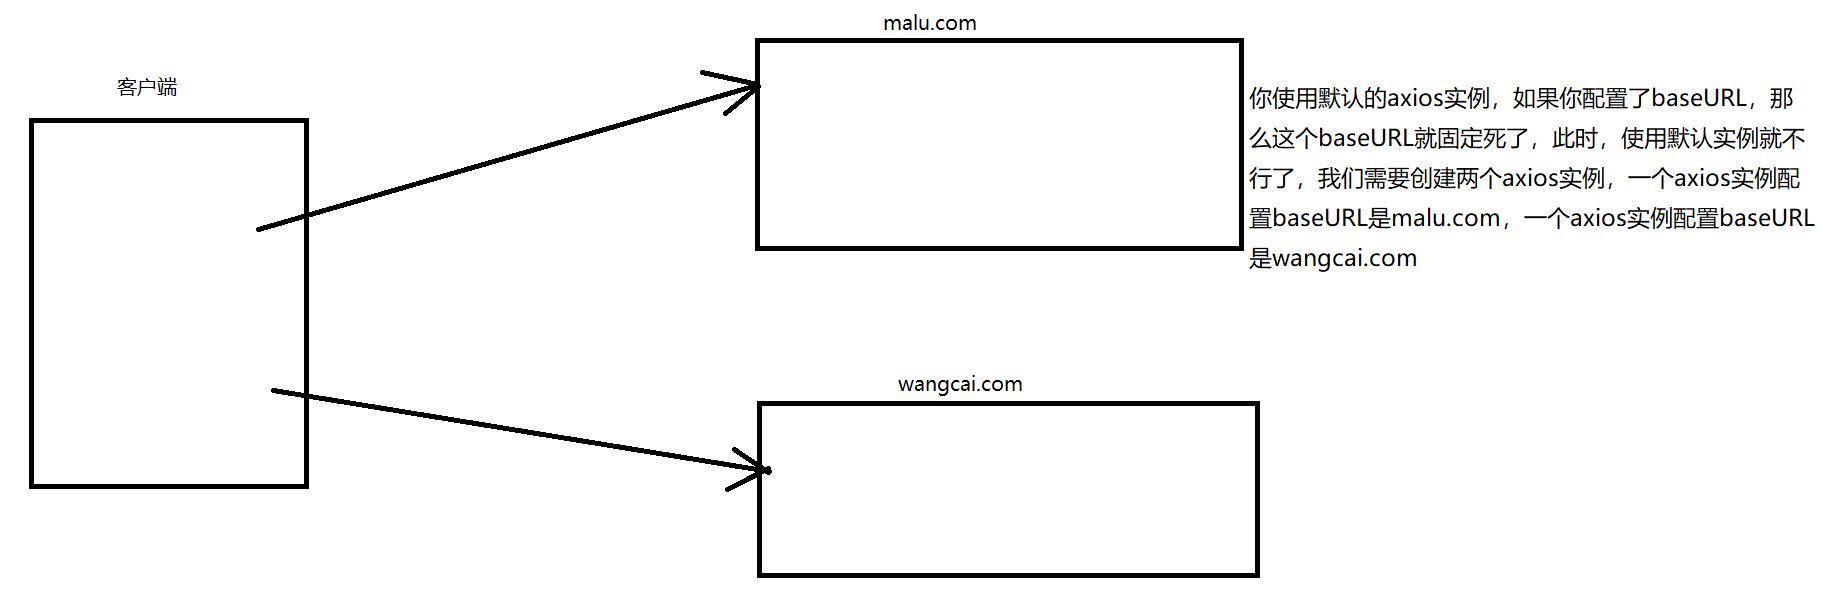 malu.com
客户端
你使用默认的axios实例，如果你配置了baseURL，那
么这个baseURL就固定死了，此时，使用默认实例就不
行了，我们需要创建两个axios实例，一个axios实例配
置baseURL是malu.com，一个axios实例配置baseURL
是wangcai.com
wangcai.com